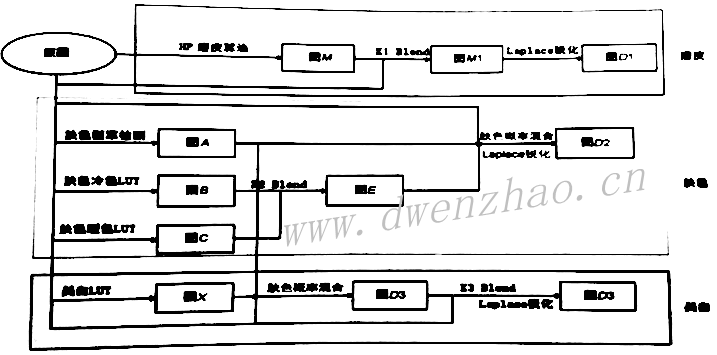 原图
HP 磨皮算法
图M
K1 Blend
图M1
Laplace锐化
图D1
磨皮
肤色概率检测
图A
肤色概率混合
Laplace锐化
图D2
肤色冷色LUT
图B
K2 Blend
图E
肤色
肤色暖色LUT
图C
www.dwenzhao.cn
美白LUT
图X
肤色概率混合
图D3
K3 Blend
Laplace锐化
图D3
美白